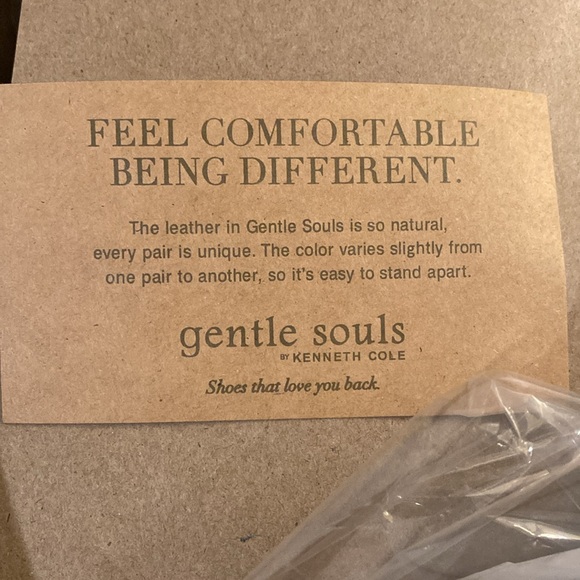 FEEL COMFORTABLE
BEING DIFFERENT.
The leather in Gentle Souls is so natural,
every pair is unique. The color varies slightly from
one pair to another, so it's easy to stand apart.
gentle souls
BY KENNETH COLE
Shoes that love you back.